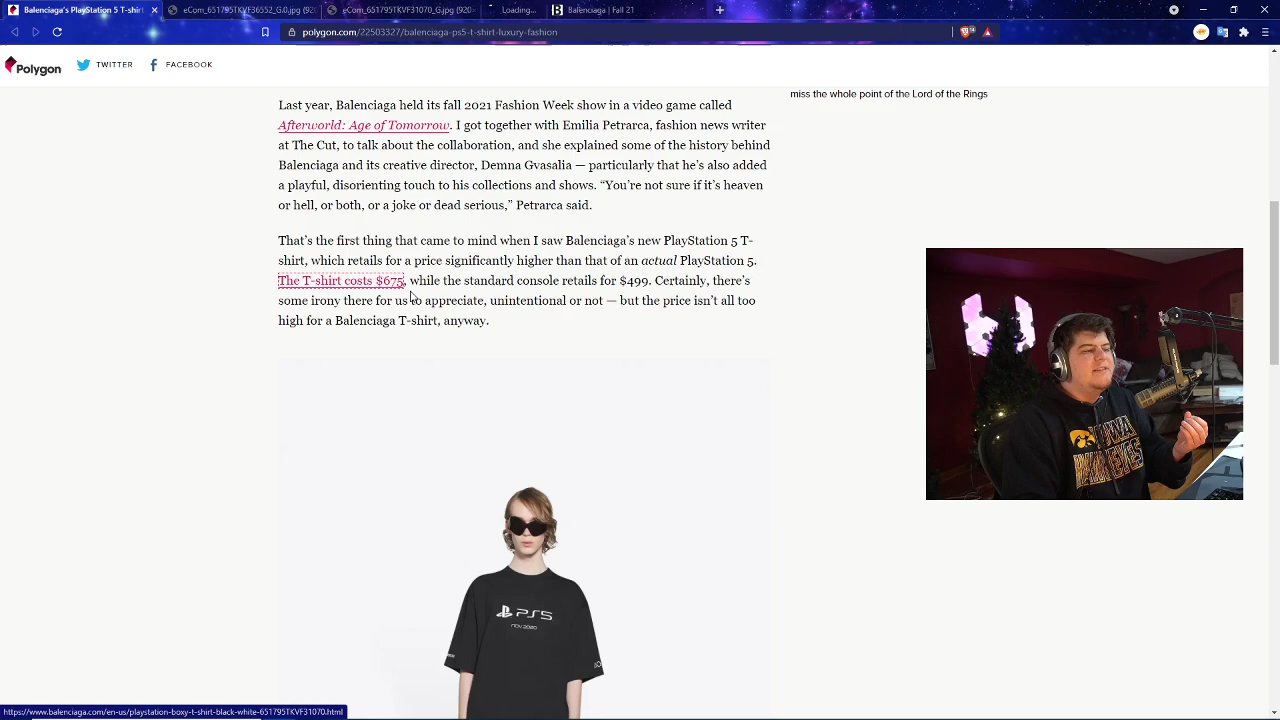 Balenciaga's PlayStation 5 T-shirt
eCom_651795TKVF36552_G.0.jpg (920
eCom_651795TKVF31070_G.jpg (920×
Loading...
Balenciaga | Fall 21
polygon.com/22503327/balenciaga-ps5-t-shirt-luxury-fashion
Polygon
TWITTER
FACEBOOK
miss the whole point of the Lord of the Rings
Last year, Balenciaga held its fall 2021 Fashion Week show in a video game called
Afterworld: Age of Tomorrow. I got together with Emilia Petrarca, fashion news writer
at The Cut, to talk about the collaboration, and she explained some of the history behind
Balenciaga and its creative director, Demna Gvasalia — particularly that he's also added
a playful, disorienting touch to his collections and shows. “You're not sure if it's heaven
or hell, or both, or a joke or dead serious,” Petrarca said.
That's the first thing that came to mind when I saw Balenciaga's new PlayStation 5 T-
shirt, which retails for a price significantly higher than that of an actual PlayStation 5.
The T-shirt costs $675, while the standard console retails for $499. Certainly, there's
some irony there for us to appreciate, unintentional or not — but the price isn't all too
high for a Balenciaga T-shirt, anyway.
PS5
NOV 2020
IOWA
HAWKEYES
https://www.balenciaga.com/en-us/playstation-boxy-t-shirt-black-white-651795TKVF31070.html